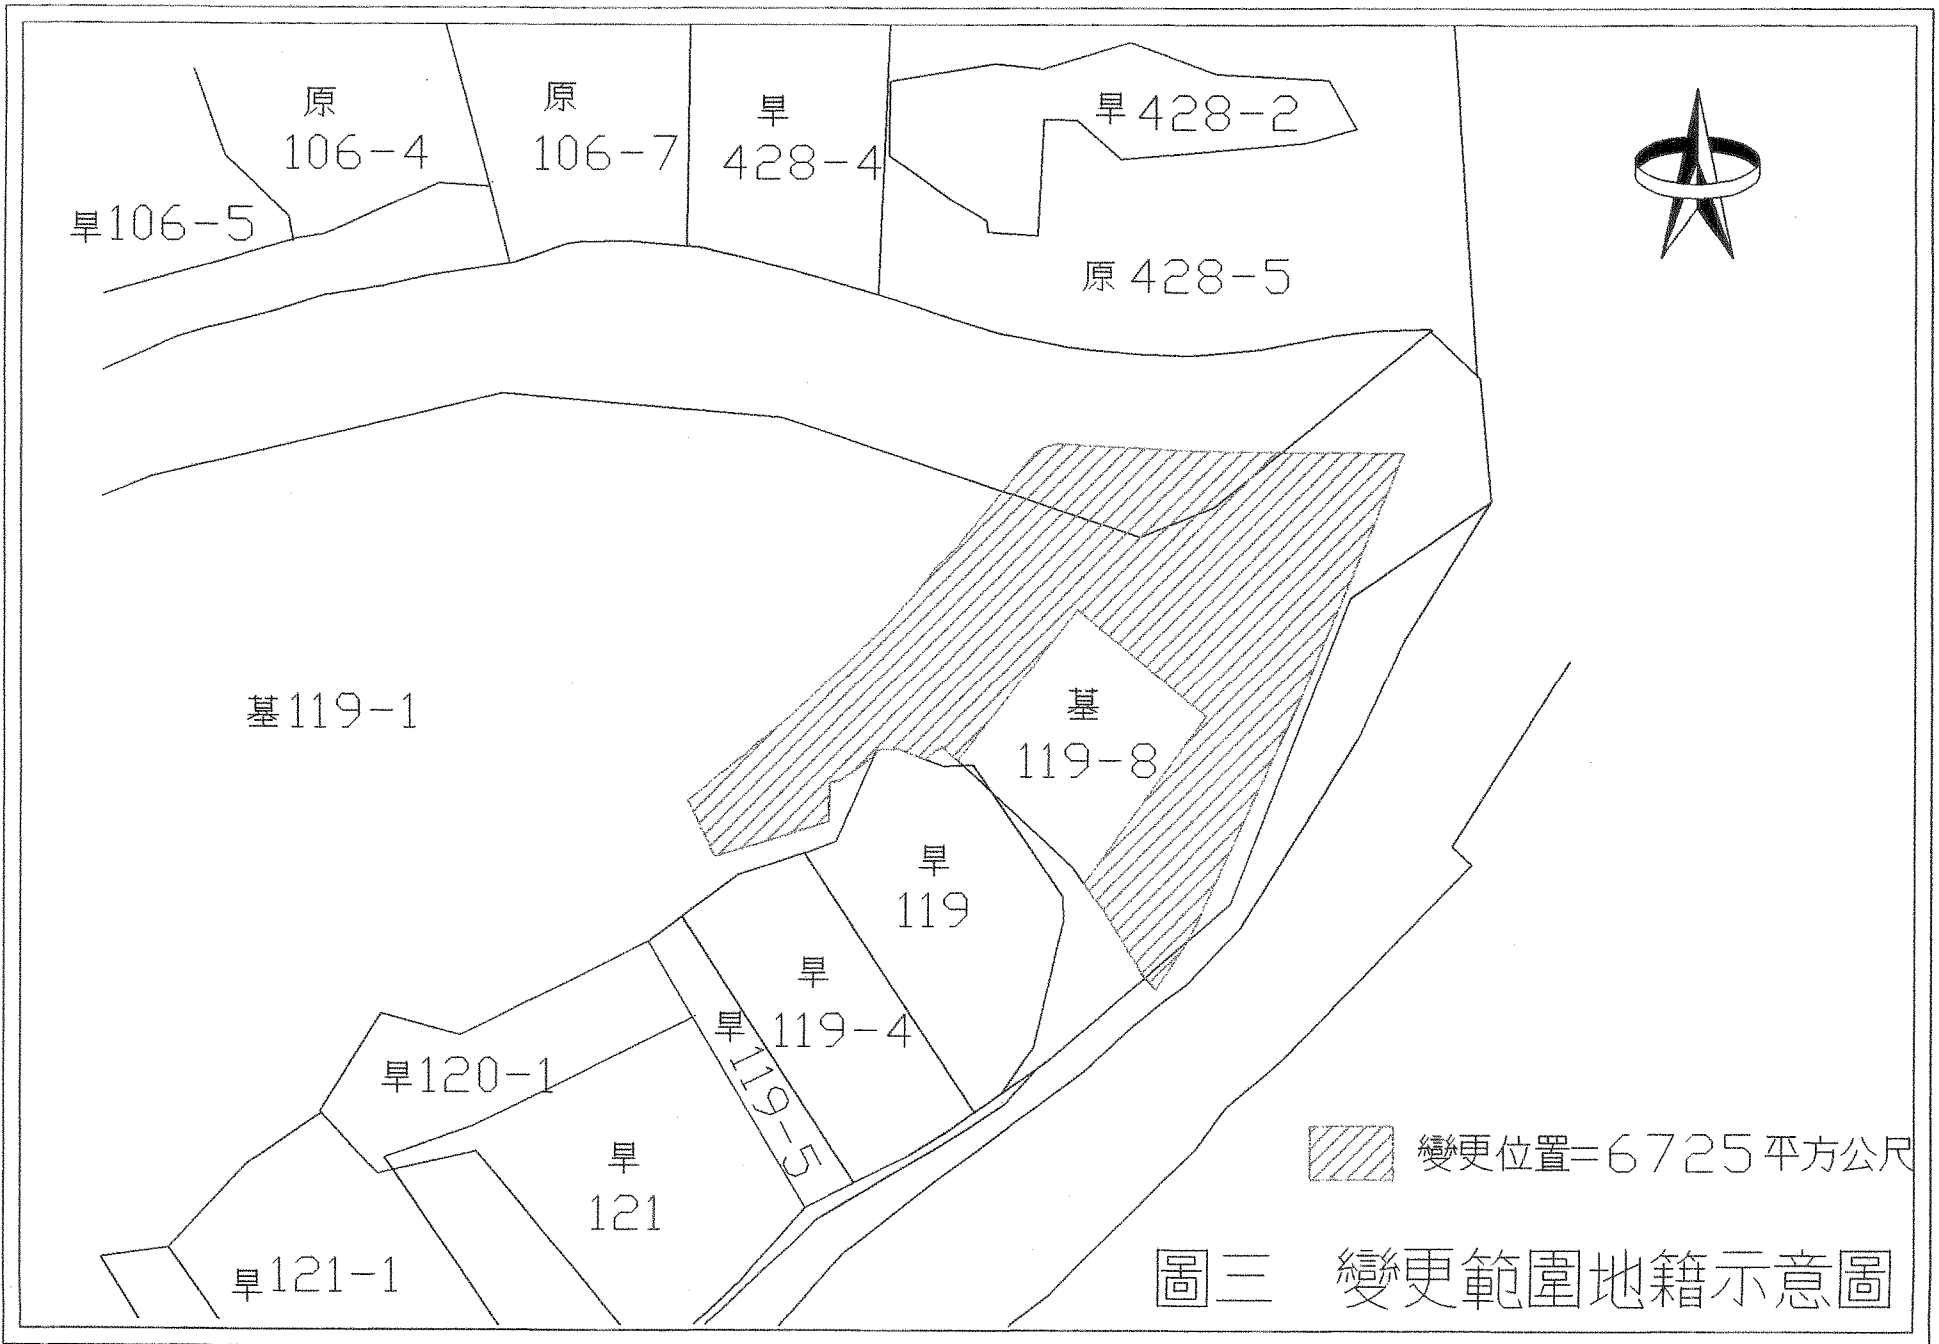 原
106-4
原
106-7
旱
428-4
旱428-2
旱106-5
原428-5
墓119-1
墓
119-8
旱
119
旱
119-4
旱119-5
旱120-1
旱
121
旱121-1
變更位置=6725平方公尺
圖三 變更範圍地籍示意圖